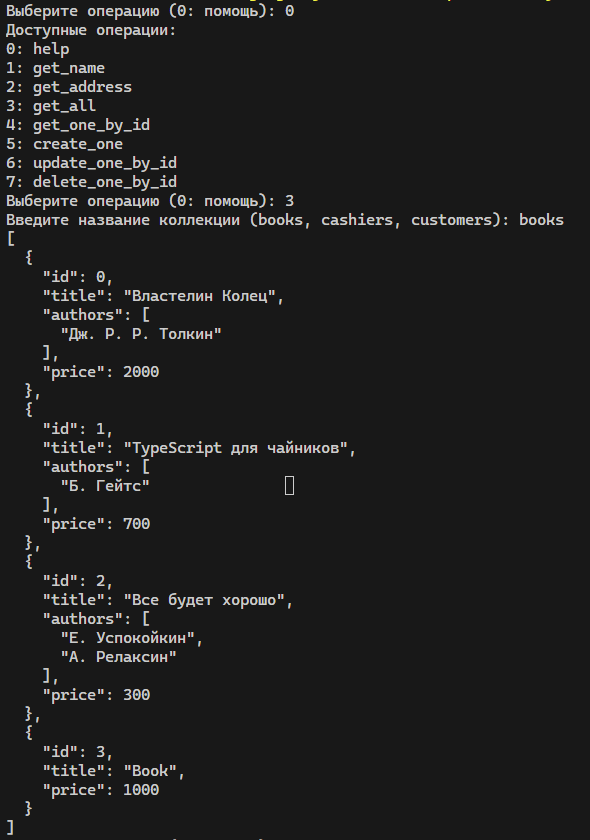 Выберите операцию (0: помощь): 0
Доступные операции:
0: help
1: get_name
2: get_address
3: get_all
4: get_one_by_id
5: create_one
6: update_one_by_id
7: delete_one_by_id
Выберите операцию (0: помощь): 3
Введите название коллекции (books, cashiers, customers): books
[
  {
    "id": 0,
    "title": "Властелин Колец",
    "authors": [
      "Дж. Р. Р. Толкин"
    ],
    "price": 2000
  },
  {
    "id": 1,
    "title": "TypeScript для чайников",
    "authors": [
      "Б. Гейтс"
    ],
    "price": 700
  },
  {
    "id": 2,
    "title": "Все будет хорошо",
    "authors": [
      "Е. Успокойкин",
      "А. Релаксин"
    ],
    "price": 300
  },
  {
    "id": 3,
    "title": "Book",
    "price": 1000
  }
]